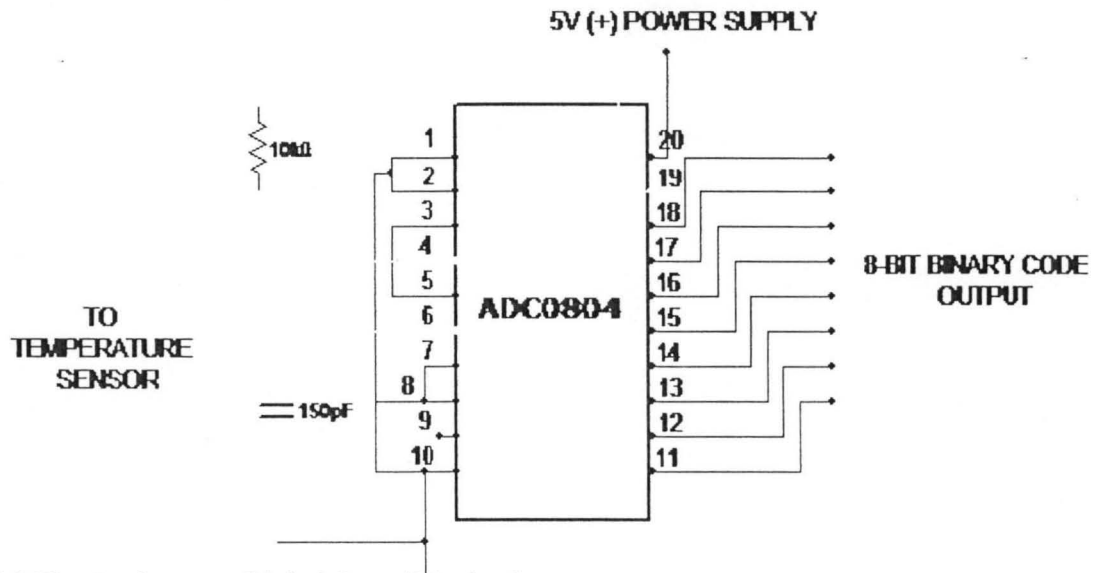 5V (+) POWER SUPPLY
10kΩ
1
2
3
4
5
6
7
8
9
10
ADC0804
20
19
18
17
16
15
14
13
12
11
8-BIT BINARY CODE
OUTPUT
TO
TEMPERATURE
SENSOR
150pF